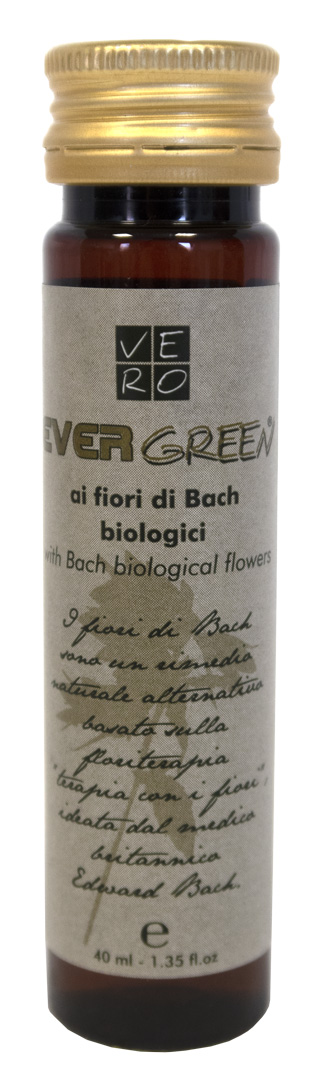 VE
RO
EVER GREEN®
ai fiori di Bach
biologici
with Bach biological flowers
I fiori di Bach
sono un rimedio
naturale alternativo
basato sulla
floriterapia
"terapia con i fiori",
ideata dal medico
britannico
Edward Bach.
e
40 ml - 1.35 fl.oz